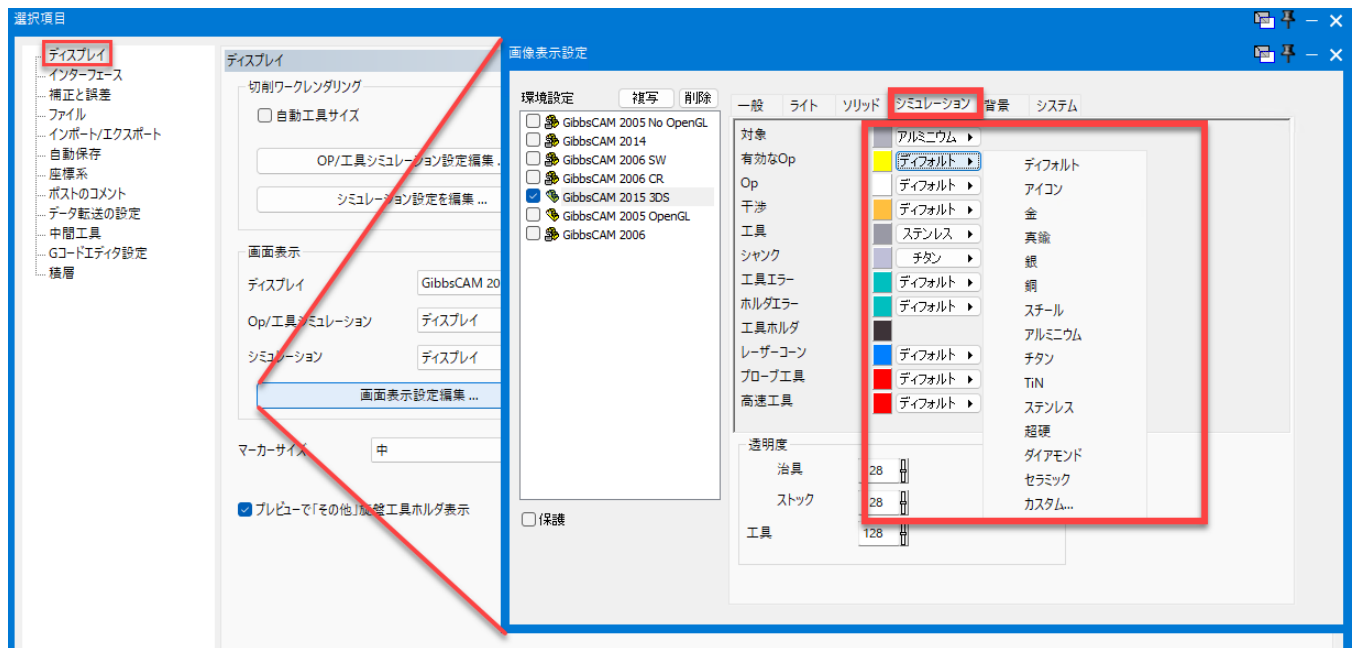 選択項目
ディスプレイ
インターフェース
補正と誤差
ファイル
インポート/エクスポート
自動保存
座標系
ポストのコメント
データ転送の設定
中間工具
Gコードエディタ設定
積層
ディスプレイ
切削ワークレンダリング
自動工具サイズ
OP/工具シミュレーション設定編集 .
シミュレーション設定を編集 ...
画面表示
ディスプレイ
GibbsCAM 20
Op/工具シミュレーション
ディスプレイ
シミュレーション
ディスプレイ
画面表示設定編集 ...
マーカーサイズ
中
プレビューで「その他」旋盤工具ホルダ表示
画像表示設定
環境設定
複写
削除
GibbsCAM 2005 No OpenGL
GibbsCAM 2014
GibbsCAM 2006 SW
GibbsCAM 2006 CR
GibbsCAM 2015 3DS
GibbsCAM 2005 OpenGL
GibbsCAM 2006
保護
一般 ライト ソリッド シミュレーション 背景 システム
対象 アルミニウム
有効なOp ディフォルト
Op ディフォルト
干渉 ディフォルト
工具 ステンレス
シャンク チタン
工具エラー ディフォルト
ホルダエラー ディフォルト
工具ホルダ
レーザーコーン ディフォルト
プローブ工具 ディフォルト
高速工具 ディフォルト
ディフォルト
アイコン
金
真鍮
銀
銅
スチール
アルミニウム
チタン
TiN
ステンレス
超硬
ダイアモンド
セラミック
カスタム...
透明度
治具 128
ストック 128
工具 128